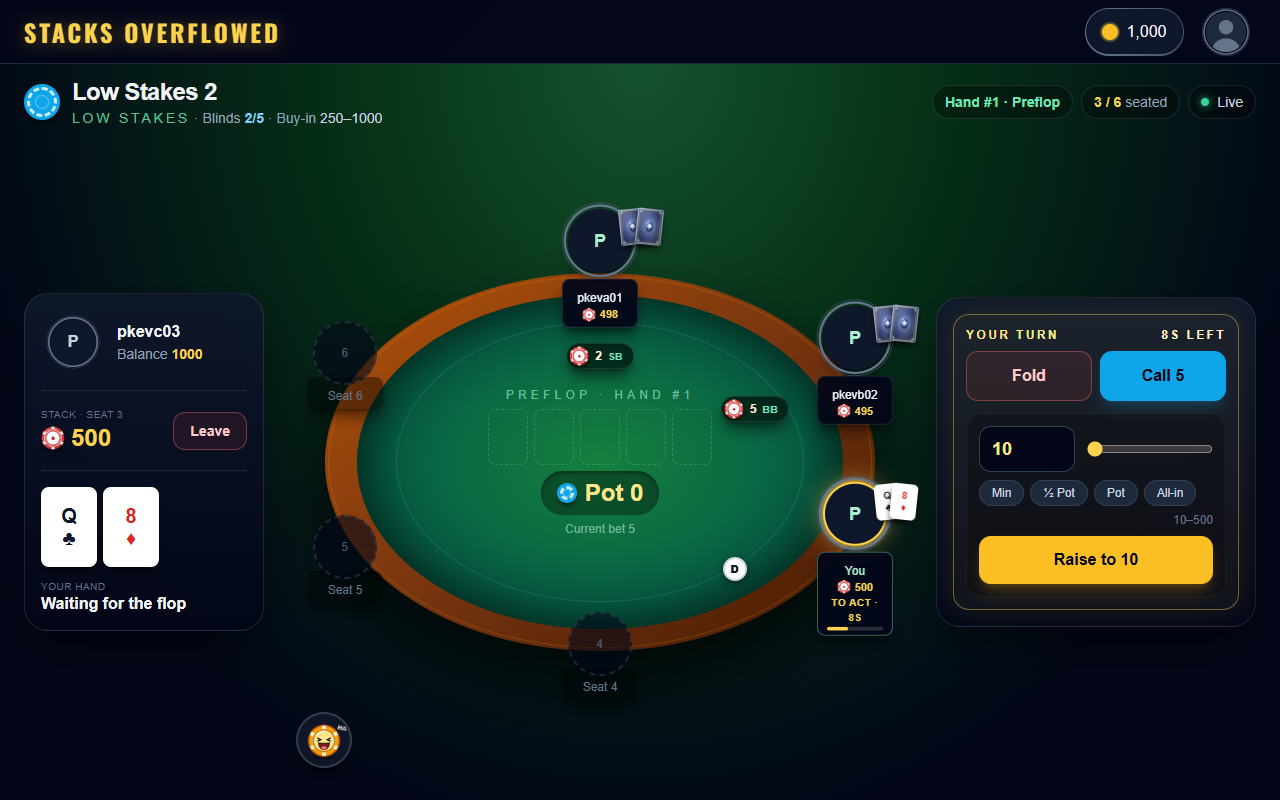 STACKS OVERFLOWED
1,000
Low Stakes 2
LOW STAKES · Blinds 2/5 · Buy-in 250–1000
Hand #1 · Preflop
3 / 6 seated
Live
P
pkeva01
498
2 SB
P
pkevb02
495
5 BB
6
Seat 6
PREFLOP · HAND #1
Pot 0
Current bet 5
P
Q
8
You
500
TO ACT ·
8S
D
5
Seat 5
4
Seat 4
HA
P
pkevc03
Balance 1000
STACK · SEAT 3
500
Leave
Q
8
YOUR HAND
Waiting for the flop
YOUR TURN
8S LEFT
Fold
Call 5
10
Min
½ Pot
Pot
All-in
10–500
Raise to 10